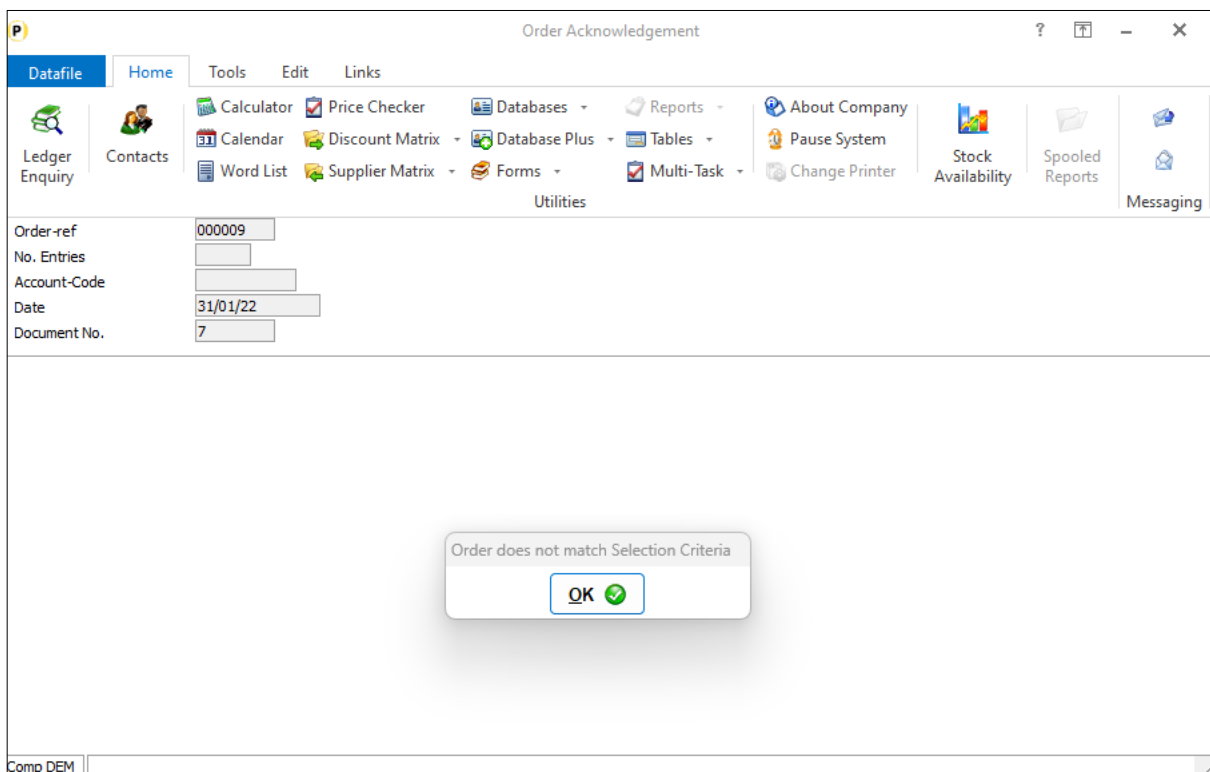 P
Order Acknowledgement
?
Datafile Home Tools Edit Links
Ledger Enquiry
Contacts
Calculator Price Checker Databases Reports About Company
31 Calendar Discount Matrix Database Plus Tables Pause System
Word List Supplier Matrix Forms Multi-Task Change Printer
Stock Availability
Spooled Reports
Utilities
Messaging
Order-ref 000009
No. Entries
Account-Code
Date 31/01/22
Document No. 7
Order does not match Selection Criteria
OK
Comp DEM